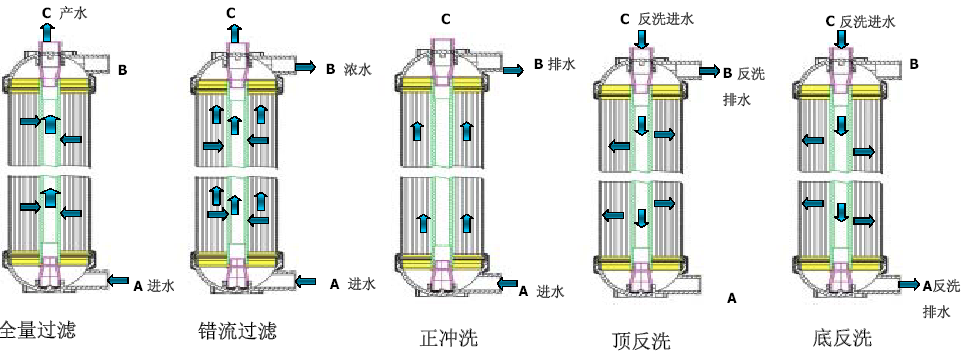 C 产水
B
A 进水
全量过滤
C
B 浓水
A 进水
错流过滤
C
B 排水
A 进水
正冲洗
C 反洗进水
B 反洗
排水
A
顶反洗
C 反洗进水
B
A反洗
排水
底反洗